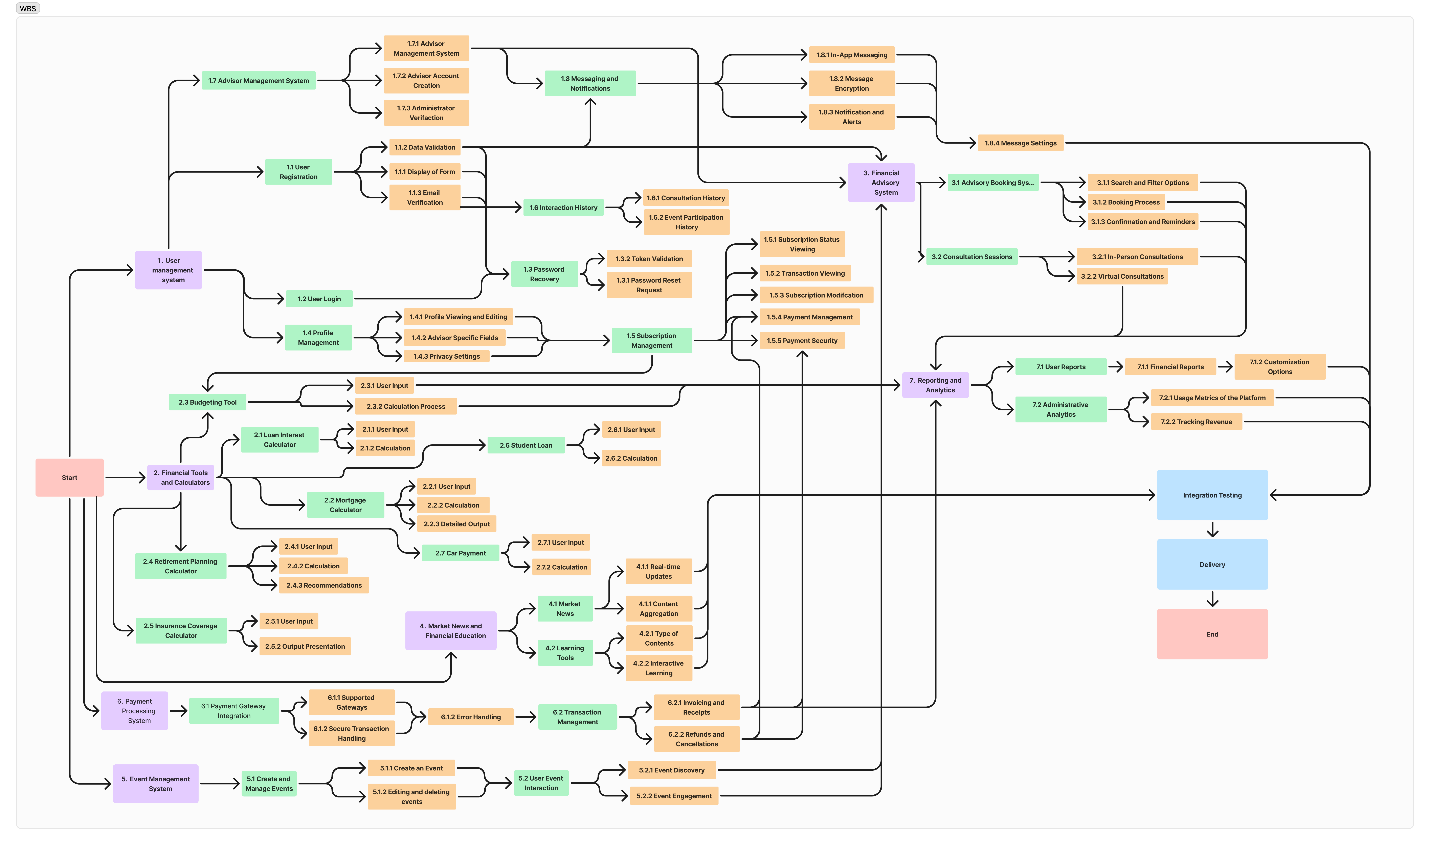 WBS
1.7.1 Advisor
Management System
1.7 Advisor Management System
1.7.2 Advisor Account
Creation
1.7.3 Administrator
Verifaction
1.8 Messaging and
Notifications
1.8.1 In-App Messaging
1.8.2 Message
Encryption
1.8.3 Notification and
Alerts
1.8.4 Message Settings
1.1 User
Registration
1.1.2 Data Validation
1.1.1 Display of Form
1.1.3 Email
Verification
1.6 Interaction History
1.6.1 Consultation History
1.5.2 Event Participation
History
3. Financial
Advisory
System
3.1 Advisory Booking Sys...
3.1.1 Search and Filter Options
3.1.2 Booking Process
3.1.3 Confirmation and Reminders
3.2 Consultation Sessions
3.2.1 In-Person Consultations
3.2.2 Virtual Consultations
1. User
management
system
1.2 User Login
1.3 Password
Recovery
1.3.2 Token Validation
1.3.1 Password Reset
Request
1.4 Profile
Management
1.4.1 Profile Viewing and Editing
1.4.2 Advisor Specific Fields
1.4.3 Privacy Settings
1.5 Subscription
Management
1.5.1 Subscription Status
Viewing
1.5.2 Transaction Viewing
1.5.3 Subscription Modifcation
1.5.4 Payment Management
1.5.5 Payment Security
2.3 Budgeting Tool
2.3.1 User Input
2.3.2 Calculation Process
7. Reporting and
Analytics
7.1 User Reports
7.1.1 Financial Reports
7.1.2 Customization
Options
7.2 Administrative
Analytics
7.2.1 Usage Metrics of the Platform
7.2.2 Tracking Revenue
2.1 Loan Interest
Calculator
2.1.1 User Input
2.1.2 Calculation
2.6 Student Loan
2.6.1 User Input
2.6.2 Calculation
Start
2. Financial Tools
and Calculators
2.2 Mortgage
Calculator
2.2.1 User Input
2.2.2 Calculation
2.2.3 Detailed Output
Integration Testing
2.4 Retirement Planning
Calculator
2.4.1 User Input
2.4.2 Calculation
2.4.3 Recommendations
2.7 Car Payment
2.7.1 User Input
2.7.2 Calculation
Delivery
2.5 Insurance Coverage
Calculator
2.5.1 User Input
2.5.2 Output Presentation
4. Market News and
Financial Education
4.1 Market
News
4.1.1 Real-time
Updates
4.1.1 Content
Aggregation
4.2 Learning
Tools
4.2.1 Type of
Contents
4.2.2 Interactive
Learning
End
6. Payment
Processing
System
6.1 Payment Gateway
Integration
6.1.1 Supported
Gateways
6.1.2 Secure Transaction
Handling
6.1.2 Error Handling
6.2 Transaction
Management
6.2.1 Invoicing and
Receipts
6.2.2 Refunds and
Cancellations
5. Event Management
System
5.1 Create and
Manage Events
5.1.1 Create an Event
5.1.2 Editing and deleting
events
5.2 User Event
Interaction
5.2.1 Event Discovery
5.2.2 Event Engagement